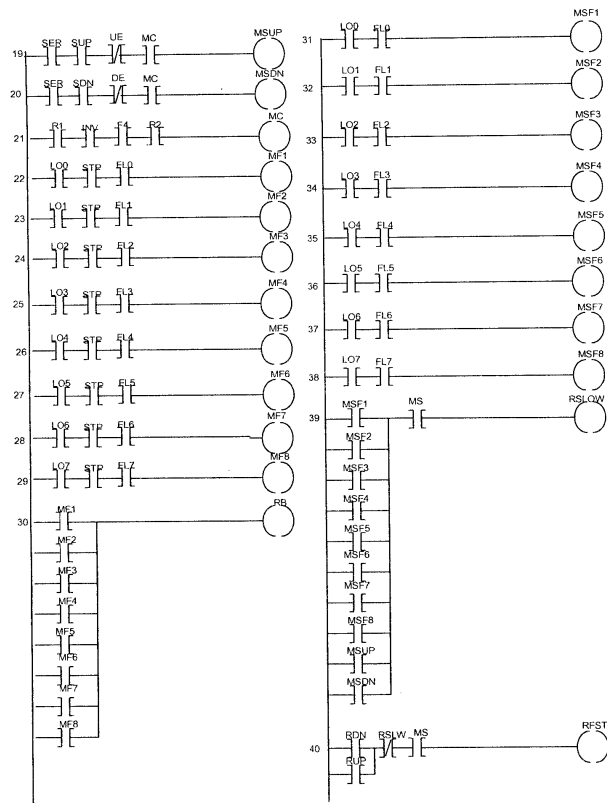 MSUP
19 SER SUP UE MC
MSDN
20 SER SDN DE MC
MC
21 R1 INV F4 R2
MF1
22 LO0 STP FL0
MF2
23 LO1 STP FL1
MF3
24 LO2 STP FL2
MF4
25 LO3 STP FL3
MF5
26 LO4 STP FL4
MF6
27 LO5 STP FL5
MF7
28 LO6 STP FL6
MF8
29 LO7 STP FL7
RB
30 MF1
MF2
MF3
MF4
MF5
MF6
MF7
MF8
MSF1
31 LO0 FL0
MSF2
32 LO1 FL1
MSF3
33 LO2 FL2
MSF4
34 LO3 FL3
MSF5
35 LO4 FL4
MSF6
36 LO5 FL5
MSF7
37 LO6 FL6
MSF8
38 LO7 FL7
RSLOW
39 MSF1 MS
MSF2
MSF3
MSF4
MSF5
MSF6
MSF7
MSF8
MSUP
MSDN
RFST
40 RDN RSLW MS
RUP